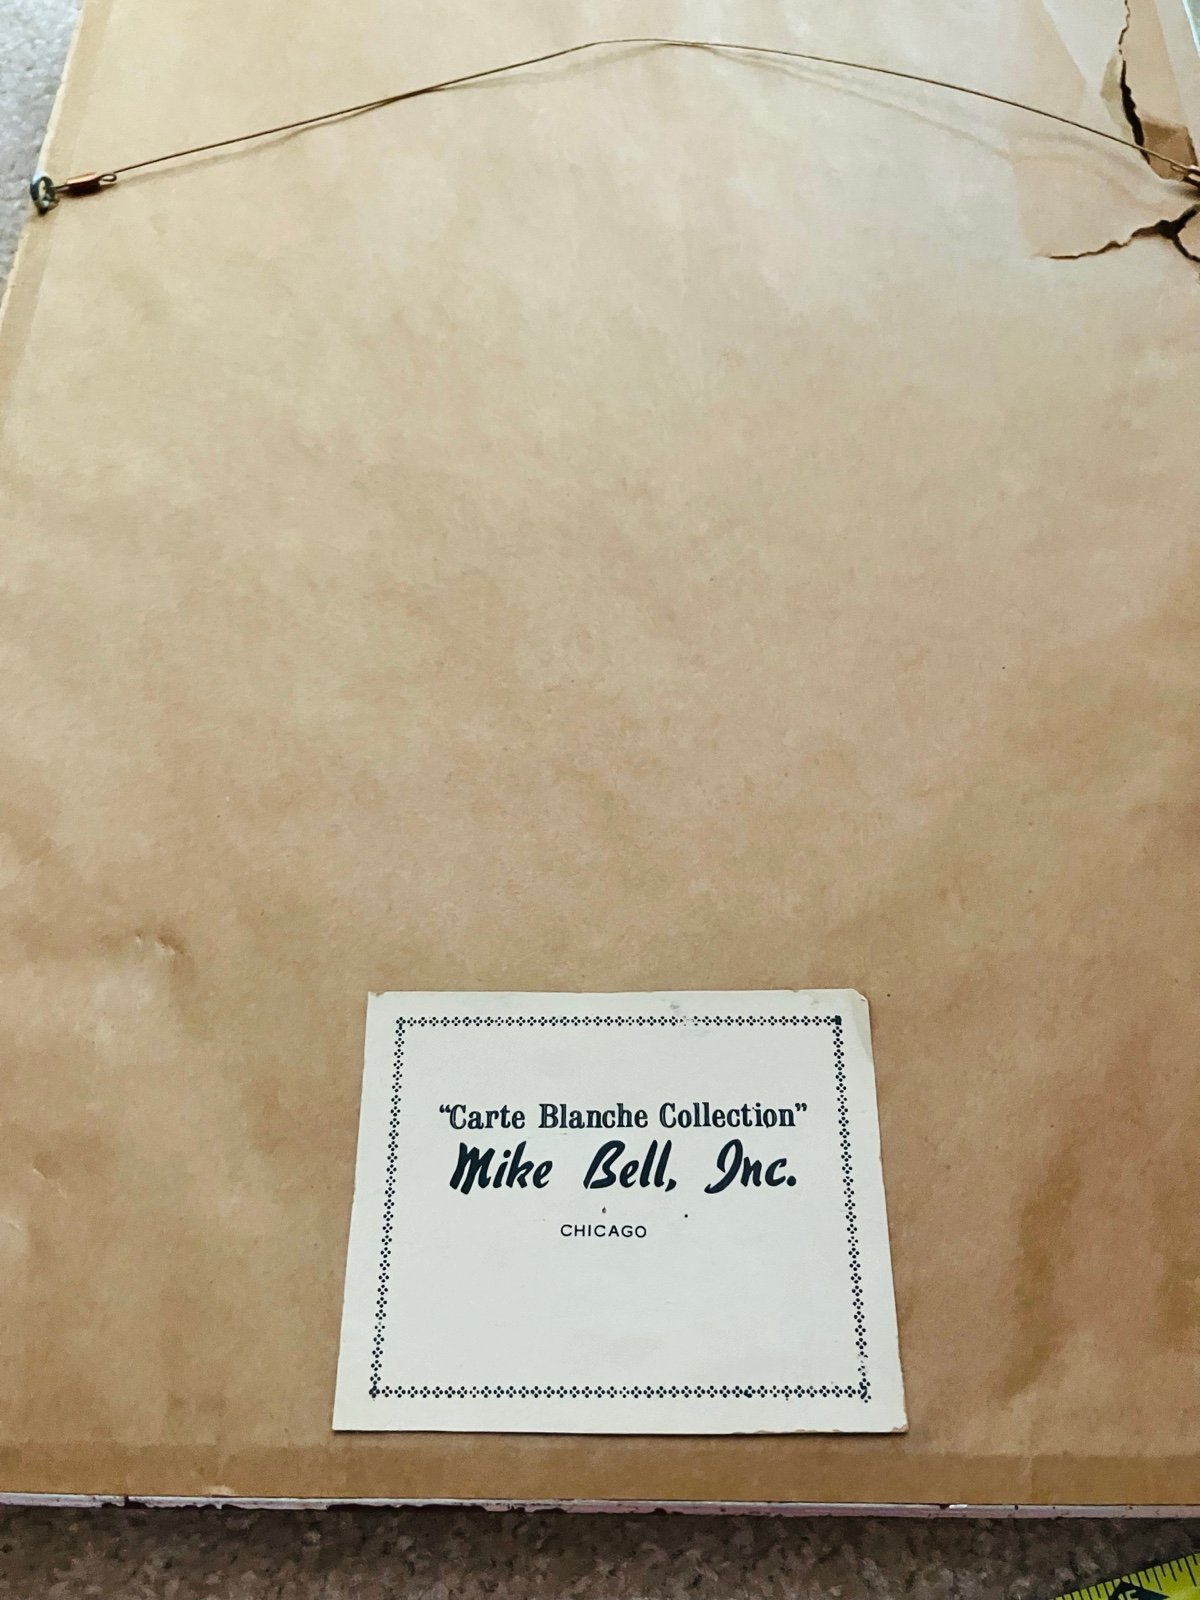 “Carte Blanche Collection”
Mike Bell, Inc.
CHICAGO